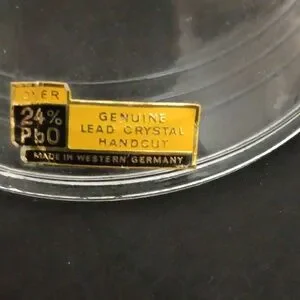 OVER
24%
PbO
GENUINE
LEAD CRYSTAL
HANDCUT
MADE IN WESTERN GERMANY